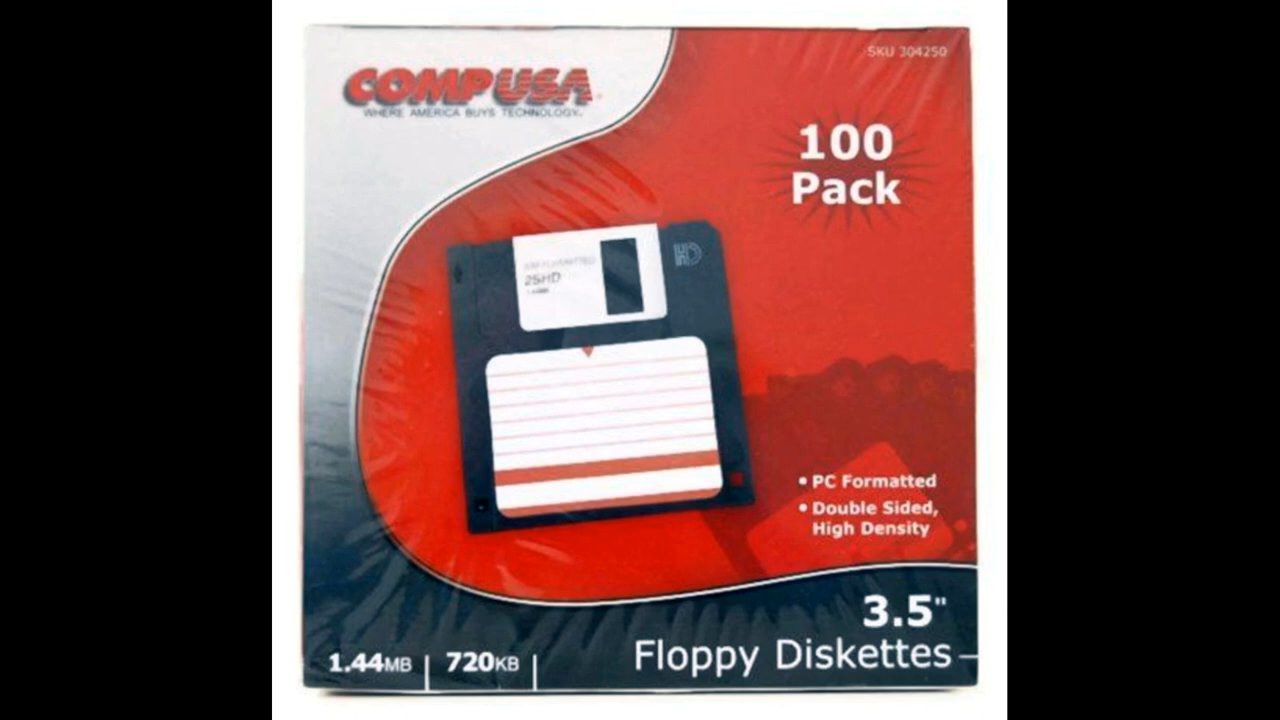 SKU 304250
COMPUSA
WHERE AMERICA BUYS TECHNOLOGY.
100
Pack
HD
2SHD
• PC Formatted
• Double Sided,
High Density
3.5"
Floppy Diskettes
1.44MB | 720KB |